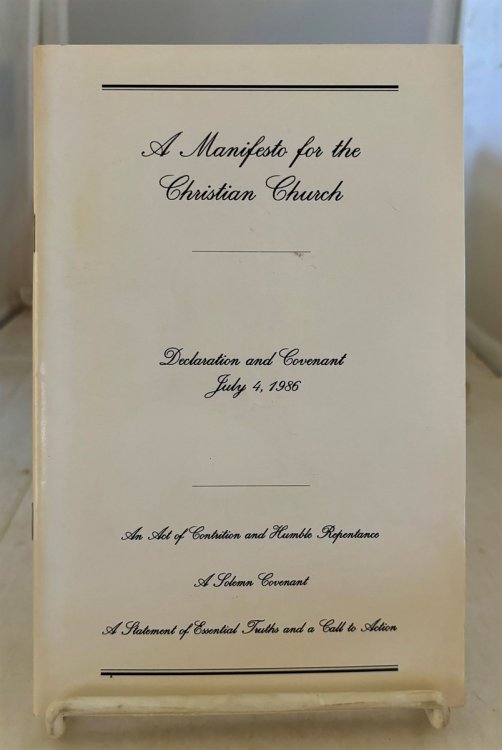 A Manifesto for the
Christian Church
Declaration and Covenant
July 4, 1986
An Act of Contrition and Humble Repentance
A Solemn Covenant
A Statement of Essential Truths and a Call to Action